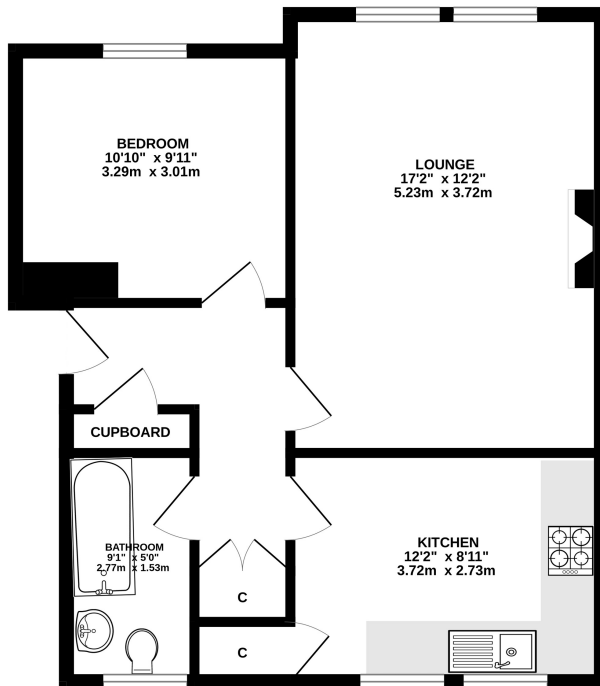 BEDROOM
10'10" x 9'11"
3.29m x 3.01m
LOUNGE
17'2" x 12'2"
5.23m x 3.72m
CUPBOARD
BATHROOM
9'1" x 5'0"
2.77m x 1.53m
KITCHEN
12'2" x 8'11"
3.72m x 2.73m
C
C